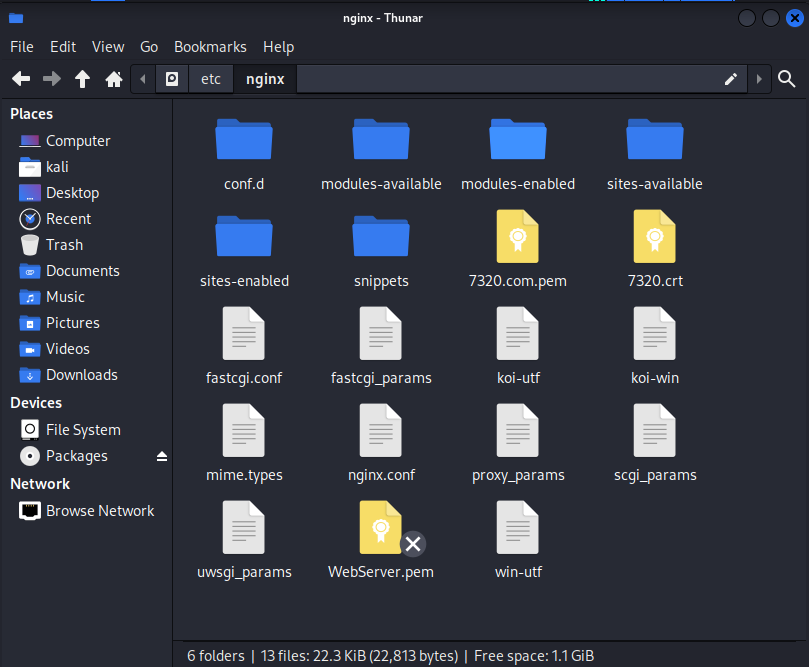 nginx - Thunar
File Edit View Go Bookmarks Help
etc nginx
Places
Computer
kali
Desktop
Recent
Trash
Documents
Music
Pictures
Videos
Downloads
Devices
File System
Packages
Network
Browse Network
conf.d modules-available modules-enabled sites-available
sites-enabled snippets 7320.com.pem 7320.crt
fastcgi.conf fastcgi_params koi-utf koi-win
mime.types nginx.conf proxy_params scgi_params
uwsgi_params WebServer.pem win-utf
6 folders | 13 files: 22.3 KiB (22,813 bytes) | Free space: 1.1 GiB